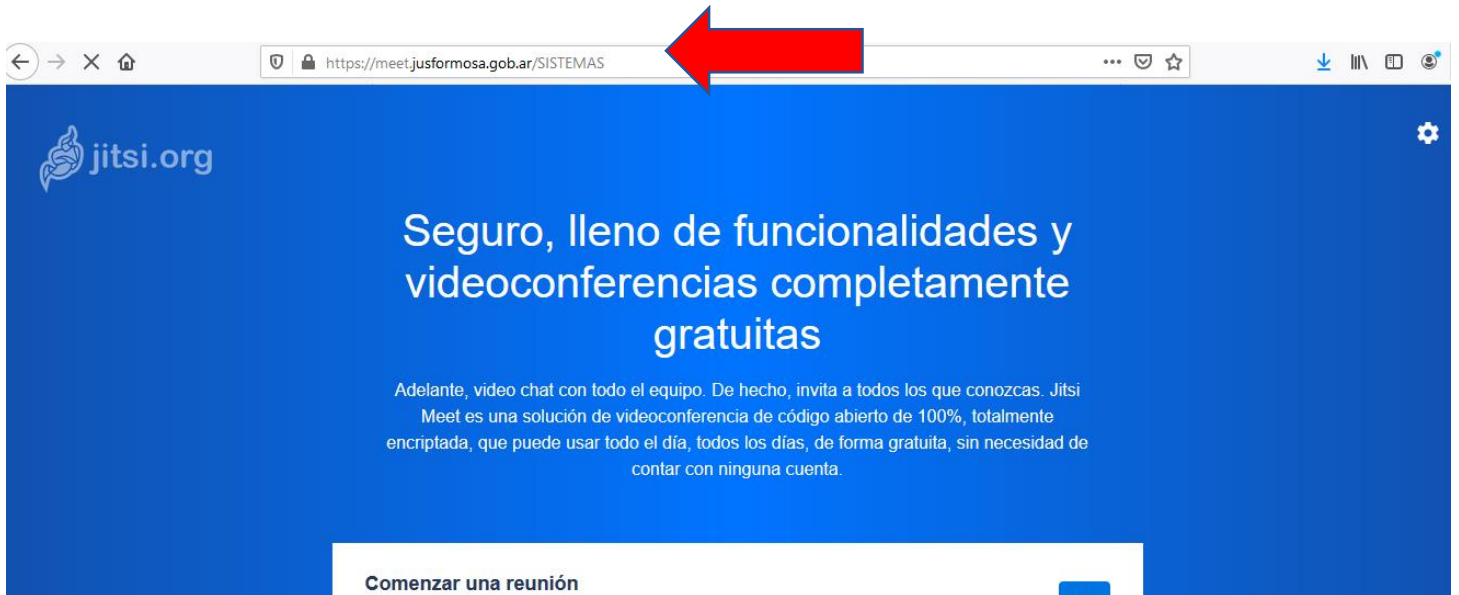 https://meet.jusformosa.gob.ar/SISTEMAS
jitsi.org
Seguro, lleno de funcionalidades y
videoconferencias completamente
gratuitas
Adelante, video chat con todo el equipo. De hecho, invita a todos los que conozcas. Jitsi
Meet es una solución de videoconferencia de código abierto de 100%, totalmente
encriptada, que puede usar todo el día, todos los días, de forma gratuita, sin necesidad de
contar con ninguna cuenta.
Comenzar una reunión